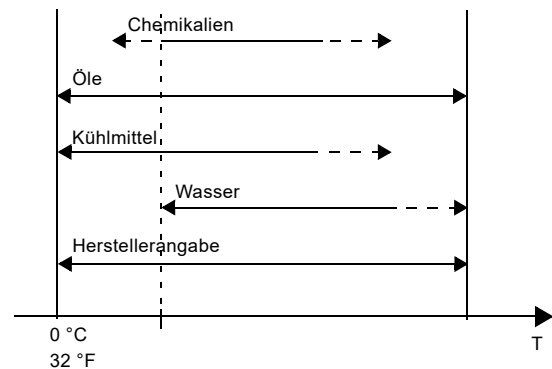 Chemikalien
Öle
Kühlmittel
Wasser
Herstellerangabe
0 °C
32 °F
T